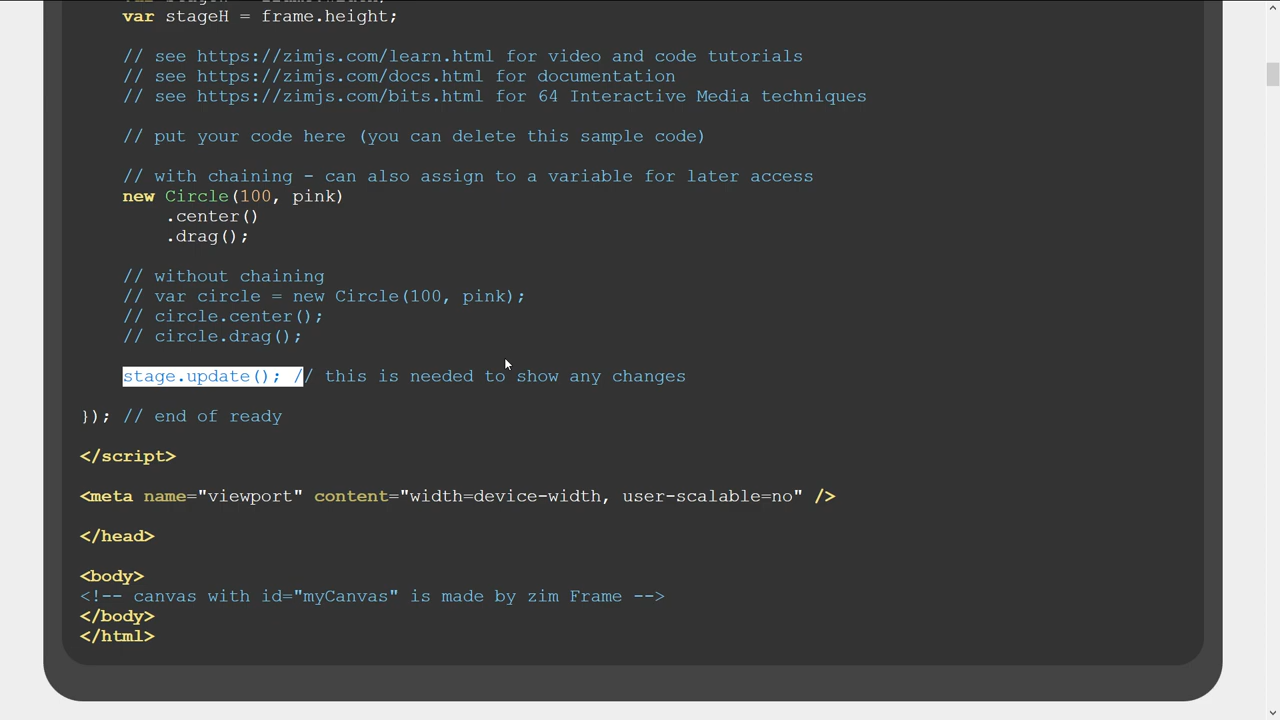 var stageH = frame.height;
// see https://zimjs.com/learn.html for video and code tutorials
// see https://zimjs.com/docs.html for documentation
// see https://zimjs.com/bits.html for 64 Interactive Media techniques
// put your code here (you can delete this sample code)
// with chaining - can also assign to a variable for later access
new Circle(100, pink)
.center()
.drag();
// without chaining
// var circle = new Circle(100, pink);
// circle.center();
// circle.drag();
stage.update(); // this is needed to show any changes
}); // end of ready
</script>
<meta name="viewport" content="width=device-width, user-scalable=no" />
</head>
<body>
<!-- canvas with id="myCanvas" is made by zim Frame -->
</body>
</html>